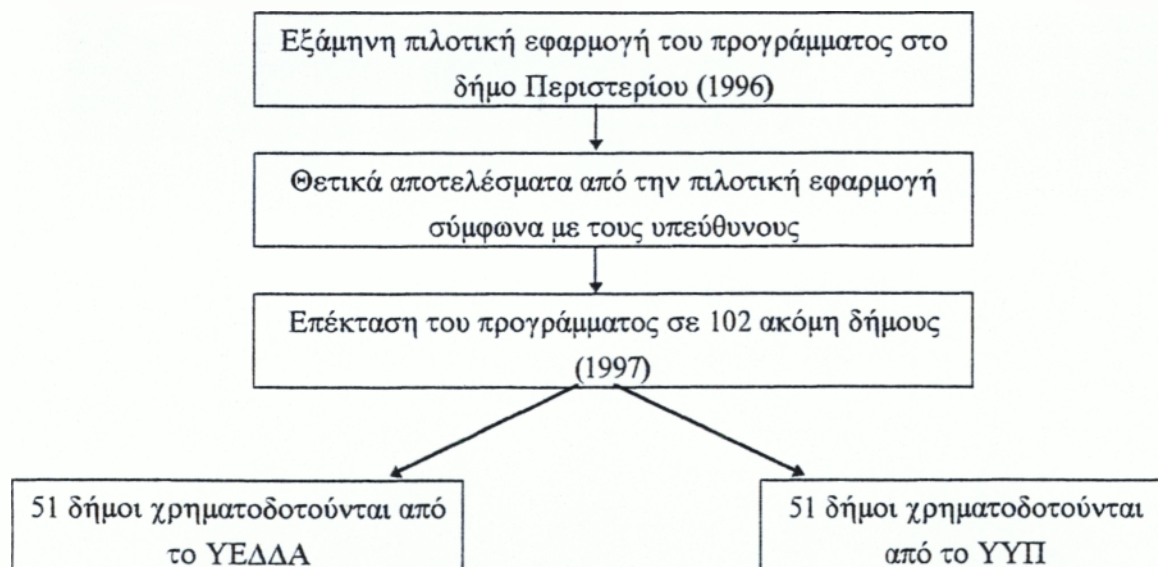 Εξάμηνη πιλοτική εφαρμογή του προγράμματος στο
δήμο Περιστερίου (1996)
Θετικά αποτελέσματα από την πιλοτική εφαρμογή
σύμφωνα με τους υπεύθυνους
Επέκταση του προγράμματος σε 102 ακόμη δήμους
(1997)
51 δήμοι χρηματοδοτούνται από
το ΥΕΔΔΑ
51 δήμοι χρηματοδοτούνται
από το ΥΥΠ